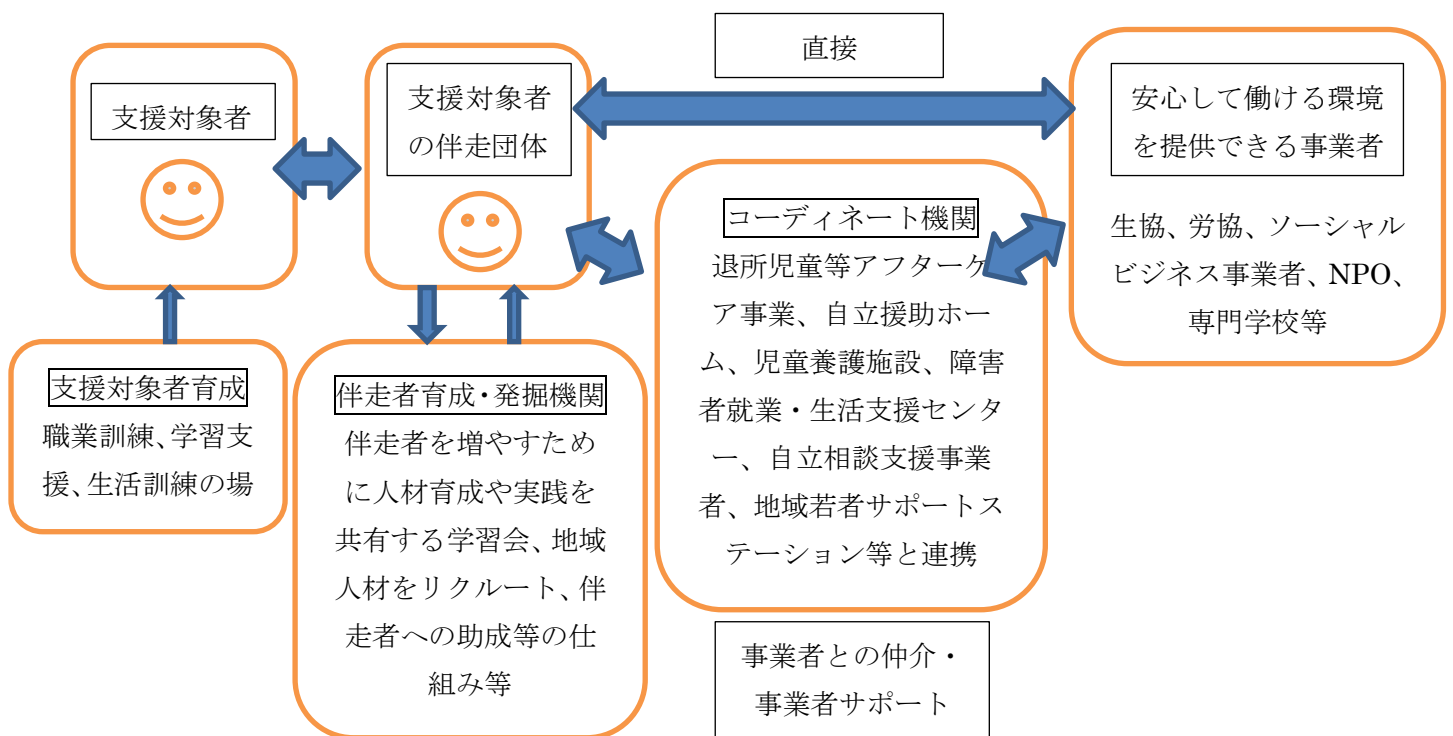 直接
支援対象者
支援対象者
の伴走団体
安心して働ける環境
を提供できる事業者
生協、労協、ソーシャル
ビジネス事業者、NPO、
専門学校等
コーディネート機関
退所児童等アフターケ
ア事業、自立援助ホー
ム、児童養護施設、障害
者就業・生活支援センタ
ー、自立相談支援事業
者、地域若者サポートス
テーション等と連携
支援対象者育成
職業訓練、学習支
援、生活訓練の場
伴走者育成・発掘機関
伴走者を増やすため
に人材育成や実践を
共有する学習会、地域
人材をリクルート、伴
走者への助成等の仕
組み等
事業者との仲介・
事業者サポート